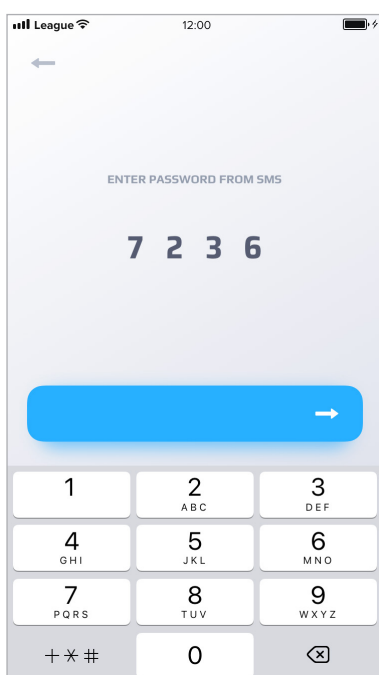 League 12:00
ENTER PASSWORD FROM SMS
7 2 3 6
1 2 3
ABC DEF
4 5 6
GHI JKL MNO
7 8 9
PQRS TUV WXYZ
+*# 0